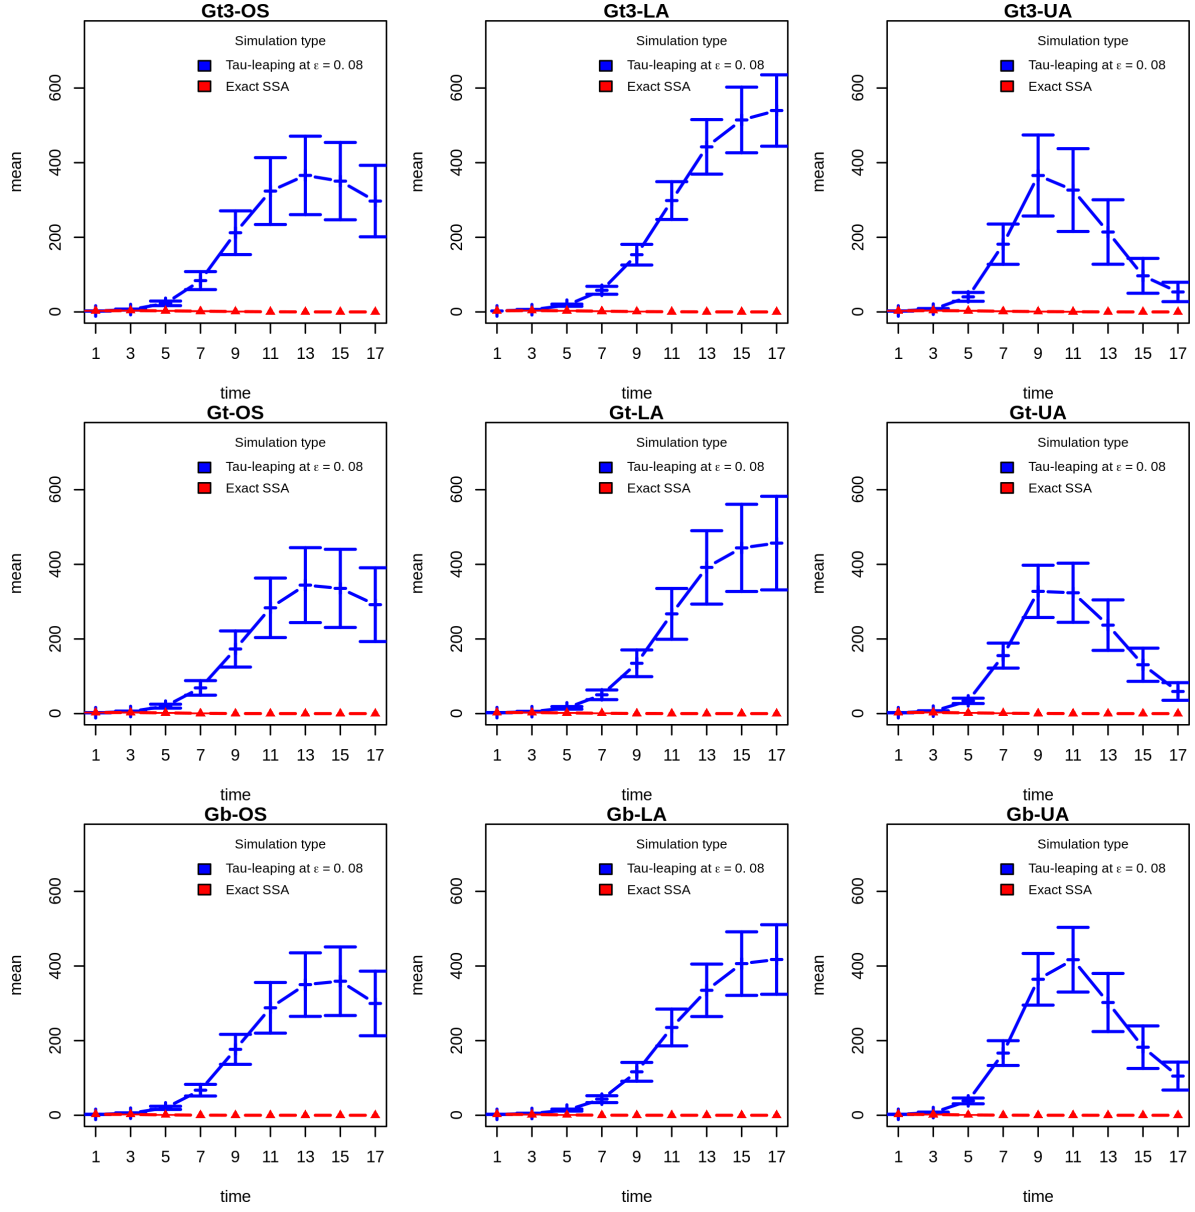 Gt3-OS
Simulation type
Tau-leaping at ε = 0. 08
Exact SSA
mean
0 200 400 600
1 3 5 7 9 11 13 15 17
time
Gt3-LA
Simulation type
Tau-leaping at ε = 0. 08
Exact SSA
mean
0 200 400 600
1 3 5 7 9 11 13 15 17
time
Gt3-UA
Simulation type
Tau-leaping at ε = 0. 08
Exact SSA
mean
0 200 400 600
1 3 5 7 9 11 13 15 17
time
Gt-OS
Simulation type
Tau-leaping at ε = 0. 08
Exact SSA
mean
0 200 400 600
1 3 5 7 9 11 13 15 17
time
Gt-LA
Simulation type
Tau-leaping at ε = 0. 08
Exact SSA
mean
0 200 400 600
1 3 5 7 9 11 13 15 17
time
Gt-UA
Simulation type
Tau-leaping at ε = 0. 08
Exact SSA
mean
0 200 400 600
1 3 5 7 9 11 13 15 17
time
Gb-OS
Simulation type
Tau-leaping at ε = 0. 08
Exact SSA
mean
0 200 400 600
1 3 5 7 9 11 13 15 17
time
Gb-LA
Simulation type
Tau-leaping at ε = 0. 08
Exact SSA
mean
0 200 400 600
1 3 5 7 9 11 13 15 17
time
Gb-UA
Simulation type
Tau-leaping at ε = 0. 08
Exact SSA
mean
0 200 400 600
1 3 5 7 9 11 13 15 17
time